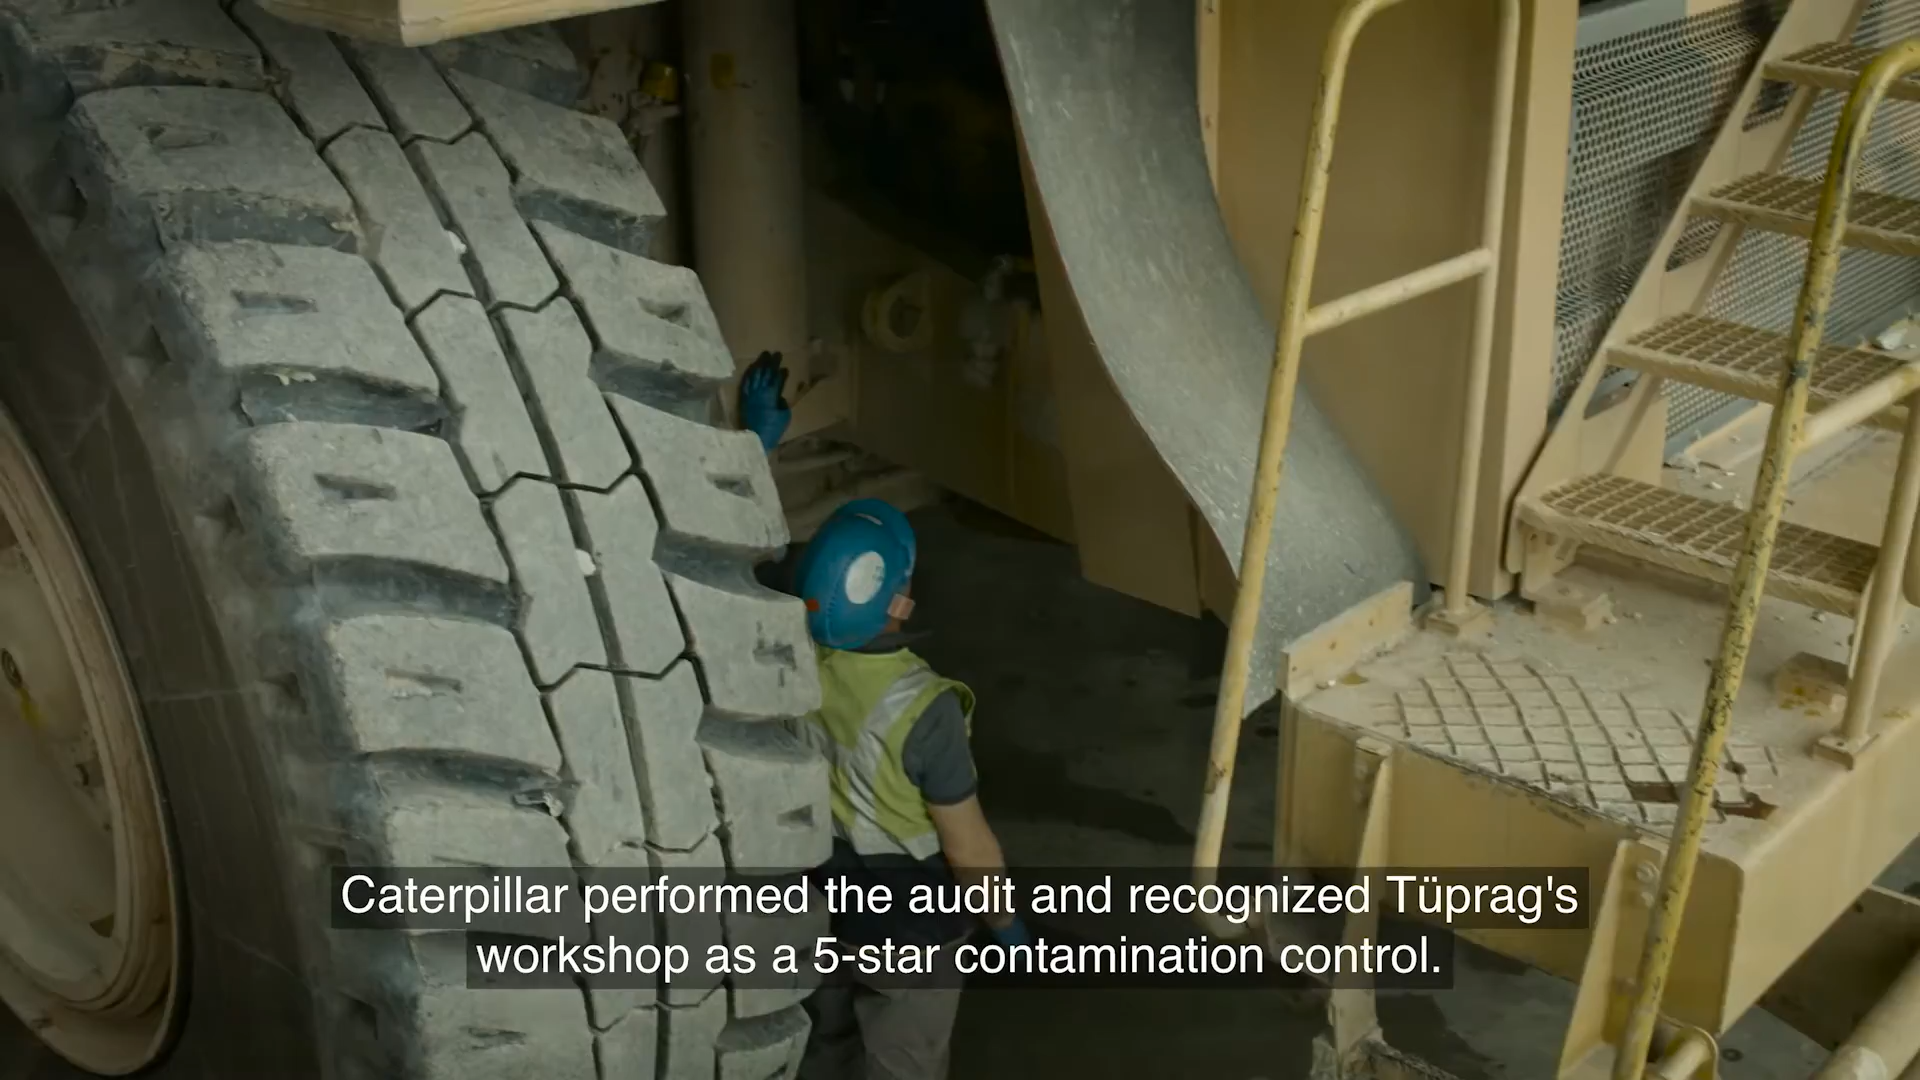 Caterpillar performed the audit and recognized Tüprag's
workshop as a 5-star contamination control.